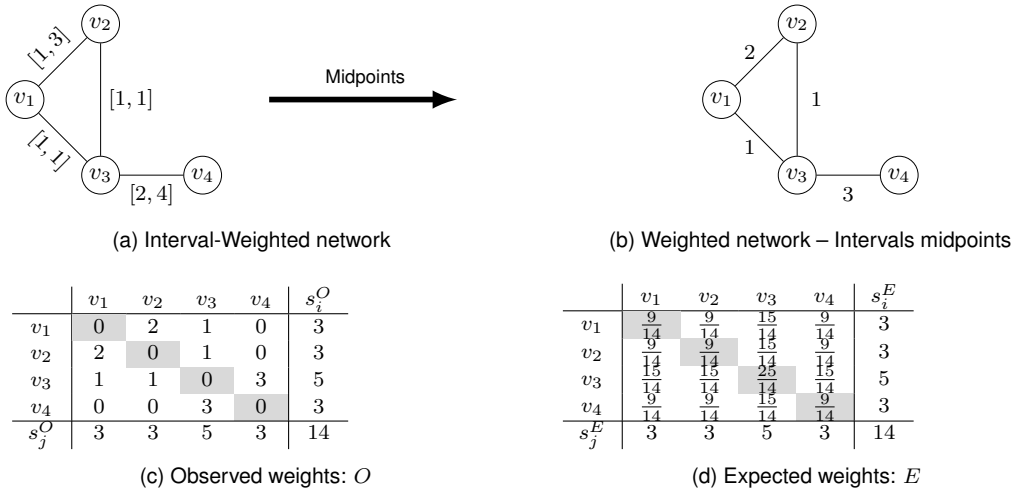 v₂
v₂
[1, 3]
2
Midpoints
v₁
[1, 1]
v₁
1
[1, 1]
1
v₃
v₄
v₃
v₄
[2, 4]
3
(a) Interval-Weighted network
(b) Weighted network – Intervals midpoints
v₁ v₂ v₃ v₄ sᵢᴼ
v₁ 0 2 1 0 3
v₂ 2 0 1 0 3
v₃ 1 1 0 3 5
v₄ 0 0 3 0 3
sⱼᴼ 3 3 5 3 14
(c) Observed weights: O
v₁ v₂ v₃ v₄ sᵢᴱ
v₁ 9/14 9/14 15/14 9/14 3
v₂ 9/14 9/14 15/14 9/14 3
v₃ 15/14 15/14 25/14 15/14 5
v₄ 9/14 9/14 15/14 9/14 3
sⱼᴱ 3 3 5 3 14
(d) Expected weights: E